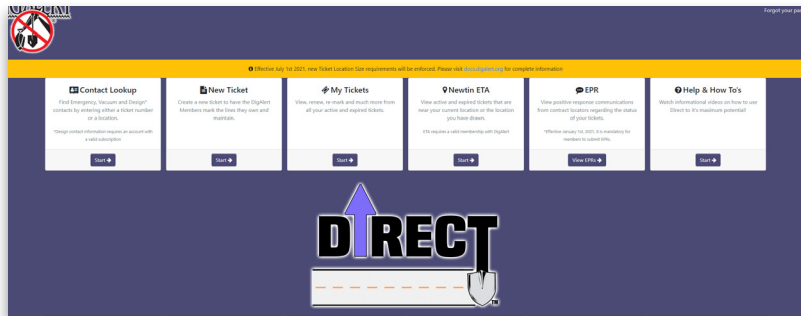 DIGALERT
Forgot your pa
Effective July 1st 2021, new Ticket Location Size requirements will be enforced. Please visit docs.digalert.org for complete information
Contact Lookup
Find Emergency, Vacuum and Design*
contacts by entering either a ticket number
or a location.
*Design contact information requires an account with
a valid subscription
Start
New Ticket
Create a new ticket to have the DigAlert
Members mark the lines they own and
maintain.
Start
My Tickets
View, renew, re-mark and much more from
all your active and expired tickets.
Start
Newtin ETA
View active and expired tickets that are
near your current location or the location
you have drawn.
ETA requires a valid membership with DigAlert
Start
EPR
View positive response communications
from contract locators regarding the status
of your tickets.
*Effective January 1st, 2021, it is mandatory for
members to submit EPRs.
View EPRs
Help & How To's
Watch informational videos on how to use
Direct to it's maximum potential!
Start
DIRECT
TM